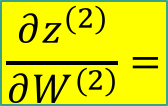 ∂z⁽²⁾
∂W⁽²⁾ =